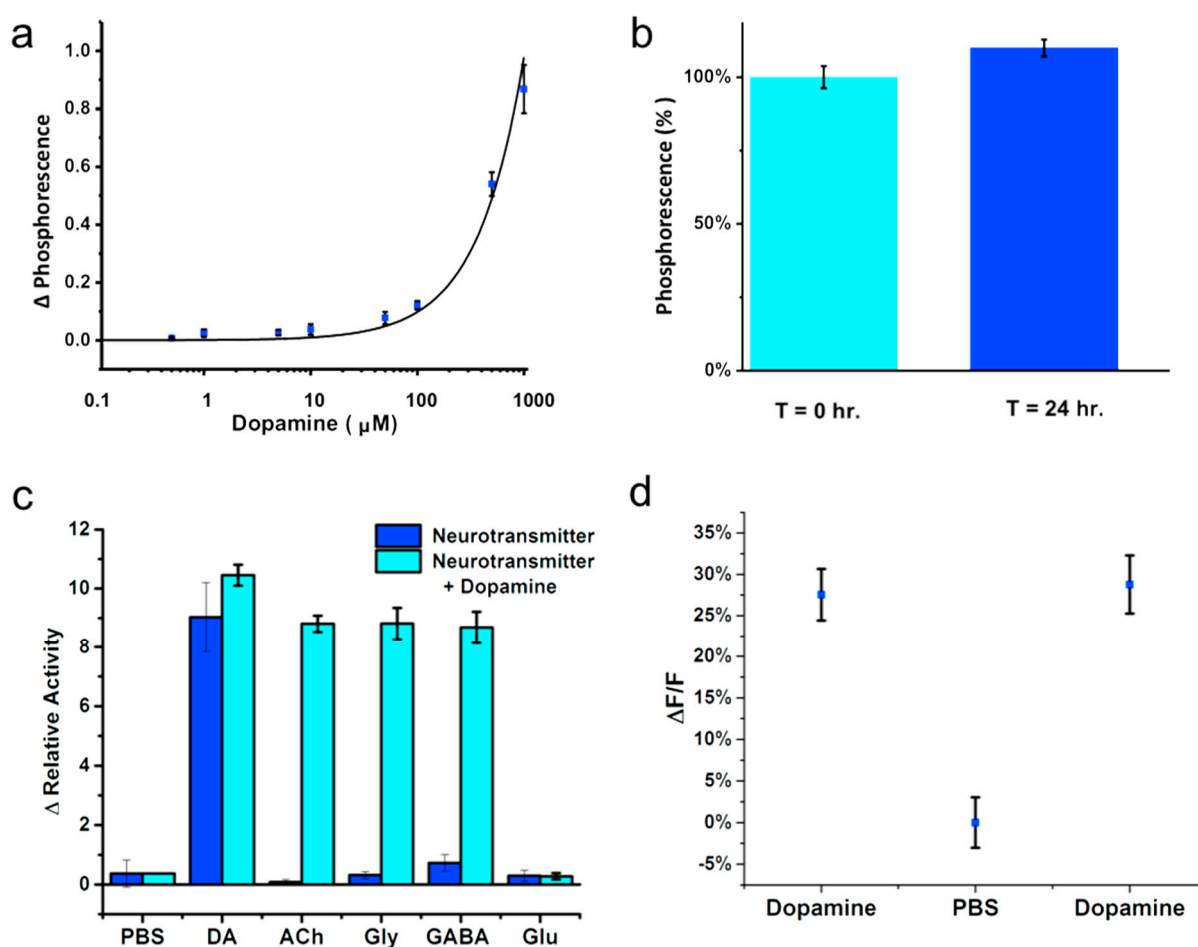 a
1.0
0.8
0.6
0.4
0.2
0.0
Δ Phosphorescence
0.1 1 10 100 1000
Dopamine ( μM)
b
100%
50%
0%
Phosphorescence (%)
T = 0 hr. T = 24 hr.
c
12
10
8
6
4
2
0
Δ Relative Activity
Neurotransmitter
Neurotransmitter
+ Dopamine
PBS DA ACh Gly GABA Glu
d
35%
30%
25%
20%
15%
10%
5%
0%
-5%
ΔF/F
Dopamine PBS Dopamine